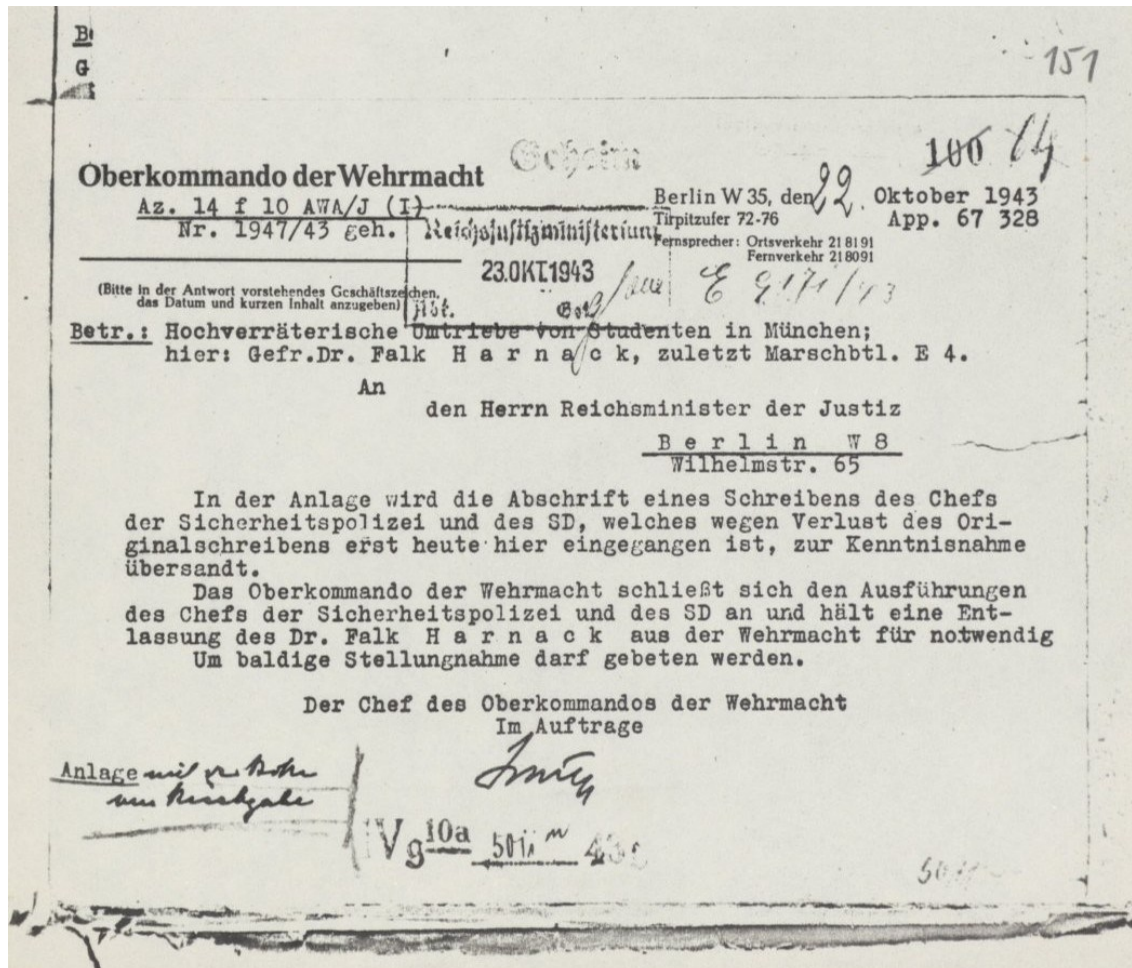 B
G
151
Geheim
100 14
Oberkommando der Wehrmacht
Berlin W 35, den 22. Oktober 1943
Az. 14 f 10 AWA/J (I)
Tirpitzufer 72-76 App. 67 328
Nr. 1947/43 geh.
Reichsjustizministerium
Fernsprecher: Ortsverkehr 21 81 91
Fernverkehr 21 80 91
23.OKT.1943
(Bitte in der Antwort vorstehendes Geschäftszeichen,
das Datum und kurzen Inhalt anzugeben)
Abt.
Betr.: Hochverräterische Umtriebe von Studenten in München;
hier: Gefr.Dr. Falk H a r n a c k, zuletzt Marschbtl. E 4.
An
den Herrn Reichsminister der Justiz
B e r l i n W 8
Wilhelmstr. 65
In der Anlage wird die Abschrift eines Schreibens des Chefs
der Sicherheitspolizei und des SD, welches wegen Verlust des Ori-
ginalschreibens erst heute hier eingegangen ist, zur Kenntnisnahme
übersandt.
Das Oberkommando der Wehrmacht schließt sich den Ausführungen
des Chefs der Sicherheitspolizei und des SD an und hält eine Ent-
lassung des Dr. Falk H a r n a c k aus der Wehrmacht für notwendig
Um baldige Stellungnahme darf gebeten werden.
Der Chef des Oberkommandos der Wehrmacht
Im Auftrage
Anlage
IVg 10a